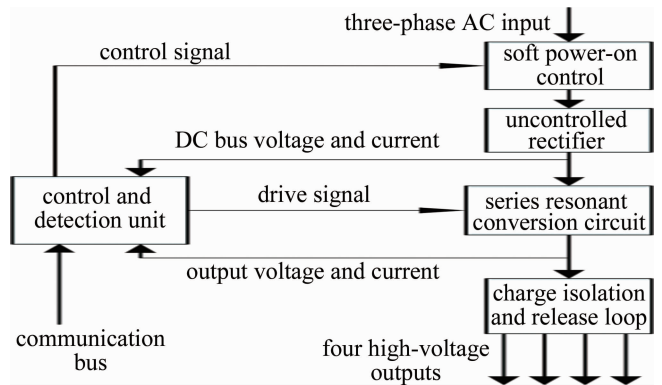 three-phase AC input
control signal
soft power-on
control
uncontrolled
rectifier
DC bus voltage and current
control and
detection unit
drive signal
series resonant
conversion circuit
output voltage and current
charge isolation
and release loop
communication
bus
four high-voltage
outputs